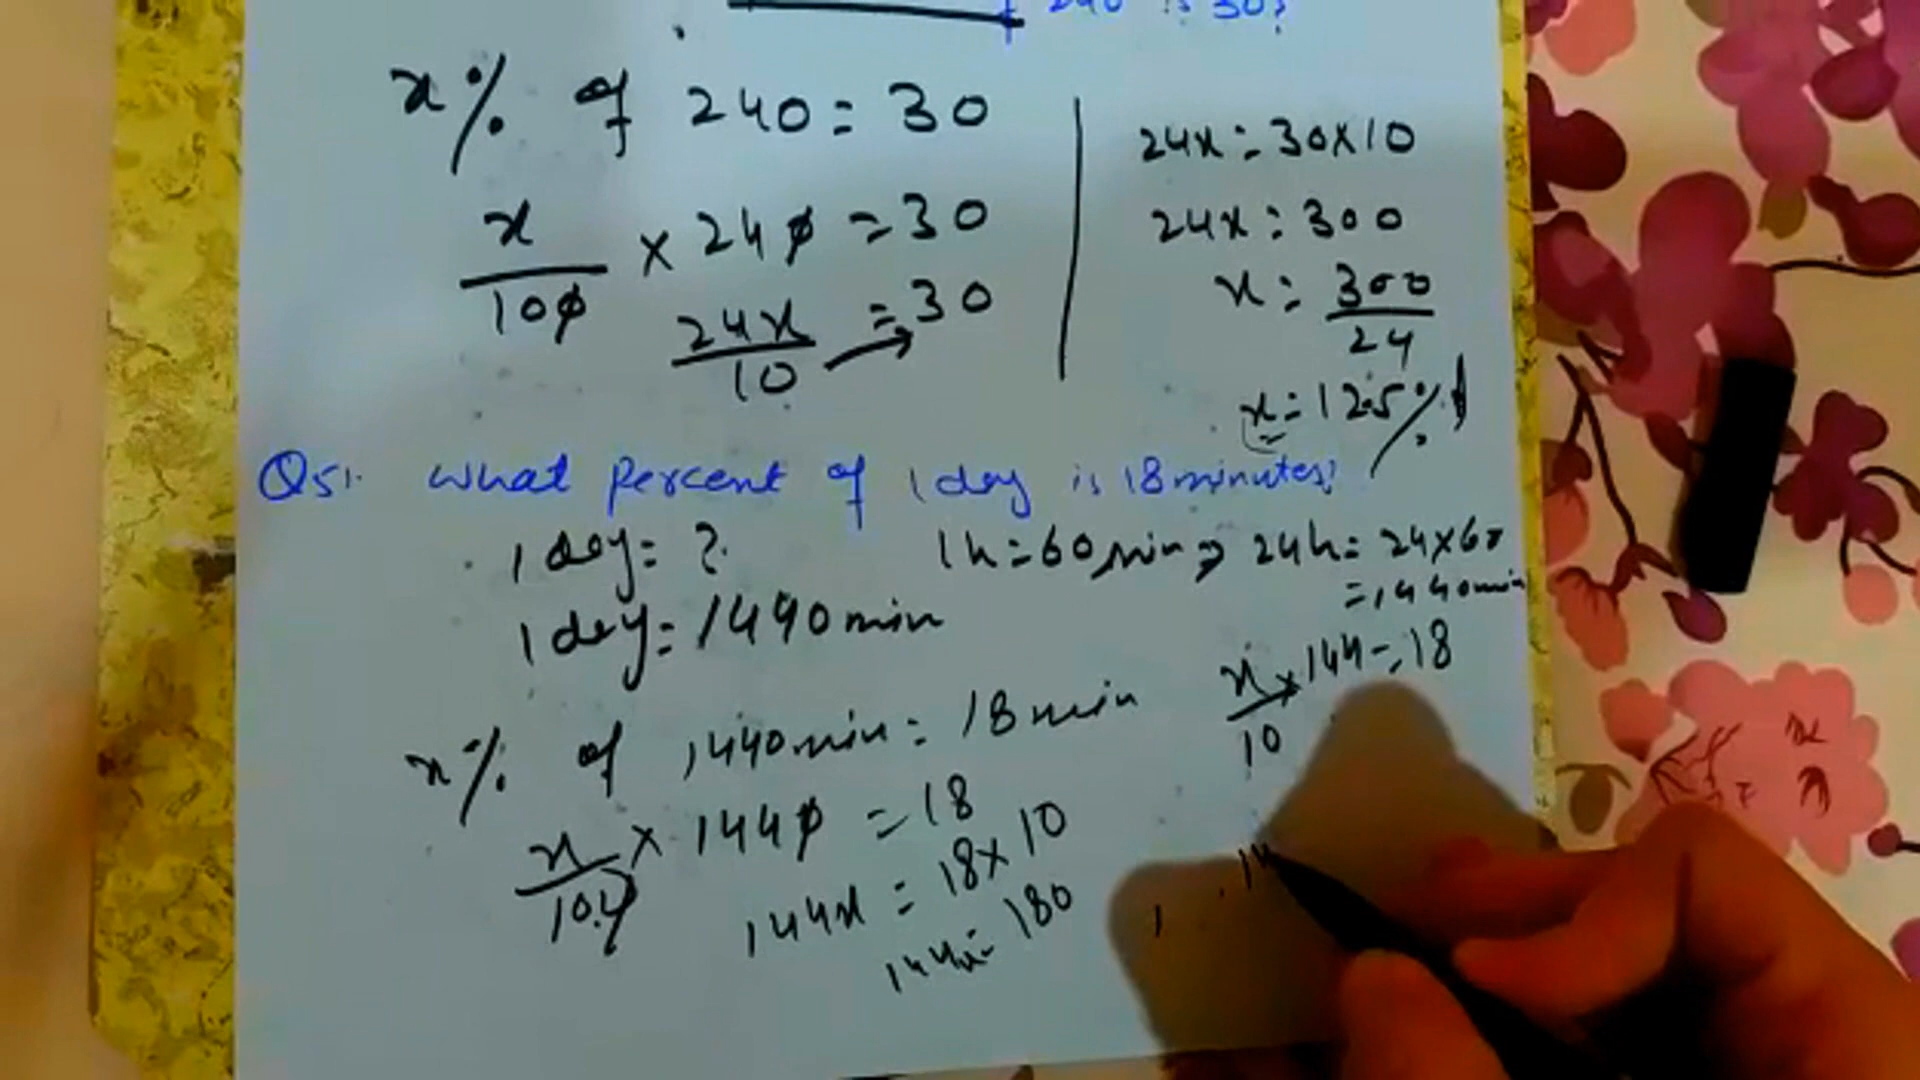 240 is 30?
x% of 240 = 30
x/100 × 240 = 30
24x/10 = 30
24x = 30×10
24x = 300
x = 300/24
x = 12.5%
Q5. What percent of 1 day is 18 minutes?
1 day = ?
1h = 60 min ⇒ 24h = 24×60
= 1440 min
1 day = 1440 min
x% of 1440 min = 18 min
x/100 × 1440 = 18
144x = 18×10
144x = 180
x/10 × 144 = 18